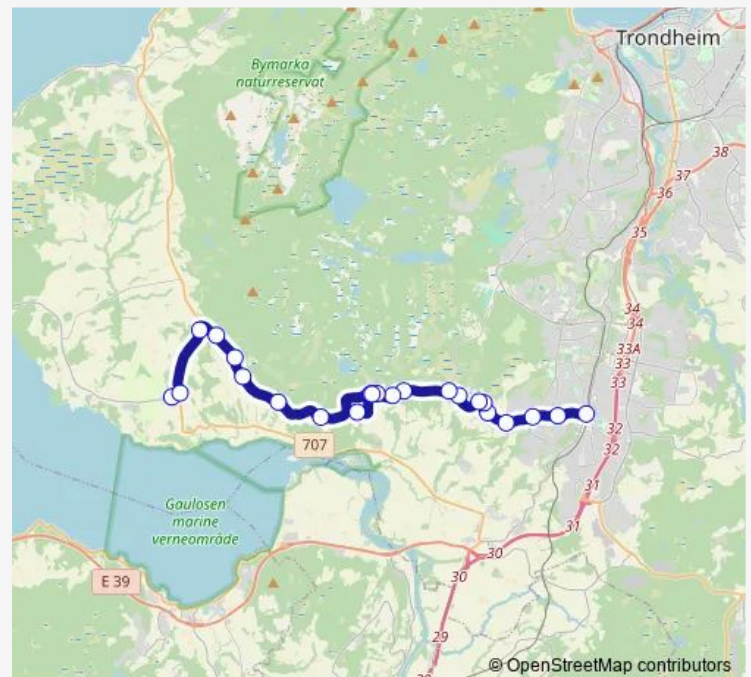 Trondheim
Bymarka
naturreservat
38
37
36
35
34
34
33A
33
33
32
32
707
31
31
Gaulosen
marine
verneområde
30
30
E 39
29
© OpenStreetMap contributors